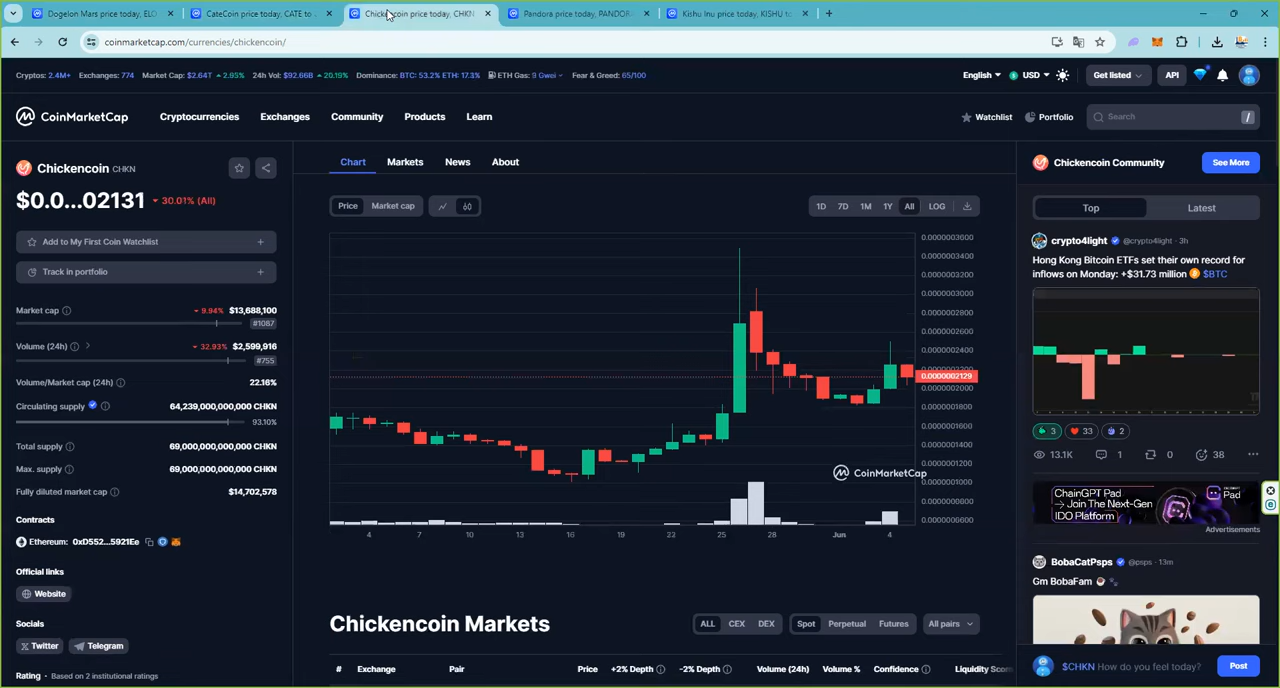 Dogelon Mars price today, ELO
CateCoin price today, CATE to
Chickencoin price today, CHKN
Pandora price today, PANDOR
Kishu Inu price today, KISHU t
coinmarketcap.com/currencies/chickencoin/
Cryptos: 2.4M+ Exchanges: 774 Market Cap: $2.64T 2.95% 24h Vol: $92.66B 20.19% Dominance: BTC: 53.2% ETH: 17.3% ETH Gas: 9 Gwei Fear & Greed: 65/100
English USD Get listed API
CoinMarketCap Cryptocurrencies Exchanges Community Products Learn
Watchlist Portfolio Search /
Chickencoin CHKN
$0.0...02131 30.01% (All)
Add to My First Coin Watchlist +
Track in portfolio +
Market cap 9.94% $13,688,100
#1087
Volume (24h) 32.93% $2,599,916
#755
Volume/Market cap (24h) 22.16%
Circulating supply 64,239,000,000,000 CHKN
93.10%
Total supply 69,000,000,000,000 CHKN
Max. supply 69,000,000,000,000 CHKN
Fully diluted market cap $14,702,578
Contracts
Ethereum: 0xD552...5921Ee
Official links
Website
Socials
Twitter Telegram
Rating · Based on 2 institutional ratings
Chart Markets News About
Price Market cap
1D 7D 1M 1Y All LOG
0.0000003600
0.0000003400
0.0000003200
0.0000003000
0.0000002800
0.0000002600
0.0000002400
0.0000002129
0.0000002000
0.0000001800
0.0000001600
0.0000001400
0.0000001200
0.0000001000
0.0000000800
0.0000000600
CoinMarketCap
4 7 10 13 16 19 22 25 28 Jun 4
Chickencoin Markets
ALL CEX DEX Spot Perpetual Futures All pairs
# Exchange Pair Price +2% Depth -2% Depth Volume (24h) Volume % Confidence Liquidity Score
Chickencoin Community See More
Top Latest
crypto4light @crypto4light · 3h
Hong Kong Bitcoin ETFs set their own record for
inflows on Monday: +$31.73 million $BTC
3 33 2
13.1K 1 0 38
ChainGPT Pad
→ Join The Next-Gen
IDO Platform
Pad
Advertisements
BobaCatPsps @psps · 13m
Gm BobaFam
$CHKN How do you feel today? Post